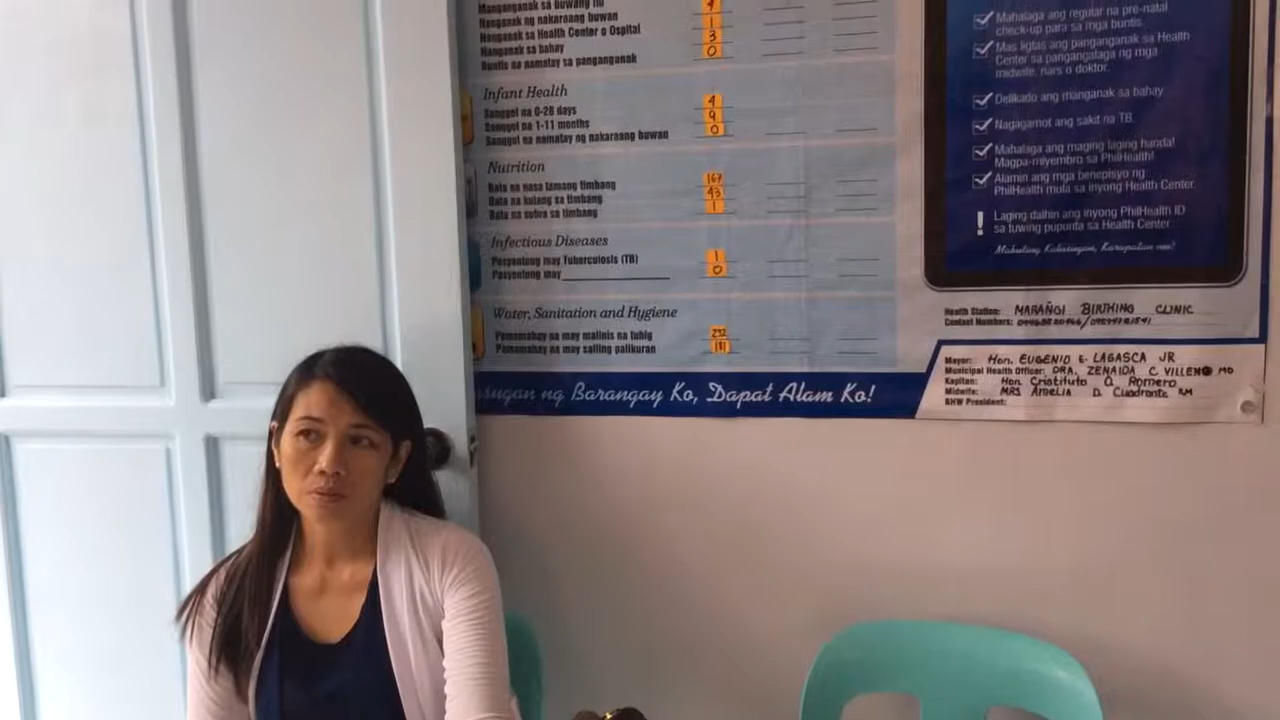 Manganganak sa buwang ito 4
Nanganak ng nakaraang buwan 1
Nanganak sa Health Center o Ospital 3
Nanganak sa bahay 0
Buntis na namatay sa panganganak
Infant Health
Sanggol na 0-28 days 4
Sanggol na 1-11 months 9
Sanggol na namatay ng nakaraang buwan 0
Nutrition
Bata na nasa tamang timbang 167
Bata na kulang sa timbang 43
Bata na sobra sa timbang 1
Infectious Diseases
Pasyenteng may Tuberculosis (TB) 1
Pasyenteng may 0
Water, Sanitation and Hygiene
Pamamahay na may malinis na tubig 232
Pamamahay na may sailing palikuran 181
ng Barangay Ko, Dapat Alam Ko!
Mahalaga ang regular na pre-natal
check-up para sa mga buntis.
Mas ligtas ang panganganak sa Health
Center sa pangangalaga ng mga
midwife, nars o doktor.
Delikado ang manganak sa bahay
Nagagamot ang sakit na TB.
Mahalaga ang maging laging handa!
Magpa-miyembro sa PhilHealth!
Alamin ang mga benepisyo ng
PhilHealth mula sa inyong Health Center.
! Laging dalhin ang inyong PhilHealth ID
sa tuwing pupunta sa Health Center
Mabuting Kalusugan, Karapatan mo!
Health Station: MARAÑGI BIRTHING CLINIC
Contact Numbers:
Mayor: Hon. EUGENIO E. LAGASCA JR
Municipal Health Officer: DRA. ZENAIDA C. VILLENO MD
Kapitan: Hon. Cristituto Q. Romero
Midwife: MRS AMELIA D. Cuadrante RM
BHW President: